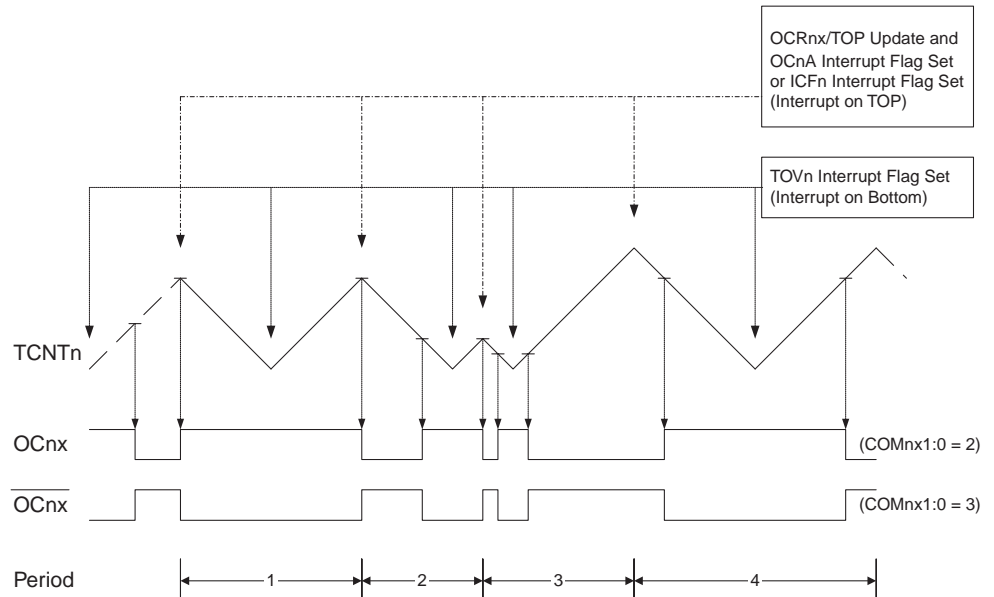 OCRnx/TOP Update and
OCnA Interrupt Flag Set
or ICFn Interrupt Flag Set
(Interrupt on TOP)
TOVn Interrupt Flag Set
(Interrupt on Bottom)
TCNTn
OCnx
(COMnx1:0 = 2)
OCnx
(COMnx1:0 = 3)
Period
1
2
3
4